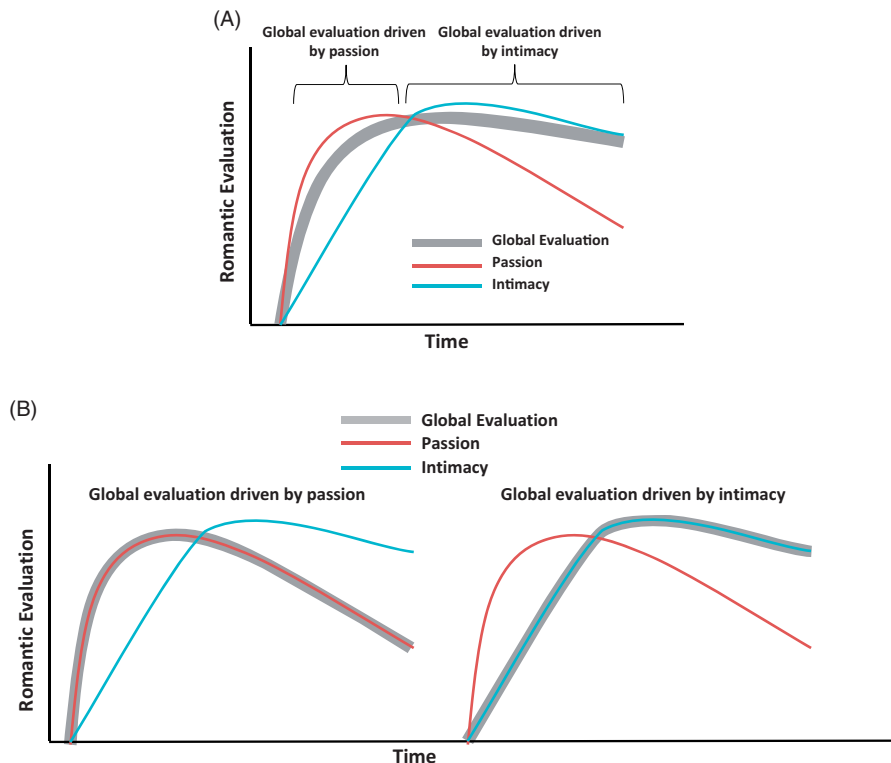 (A)
Global evaluation driven
by passion
Global evaluation driven
by intimacy
Romantic Evaluation
Global Evaluation
Passion
Intimacy
Time
(B)
Global Evaluation
Passion
Intimacy
Global evaluation driven by passion
Global evaluation driven by intimacy
Romantic Evaluation
Time